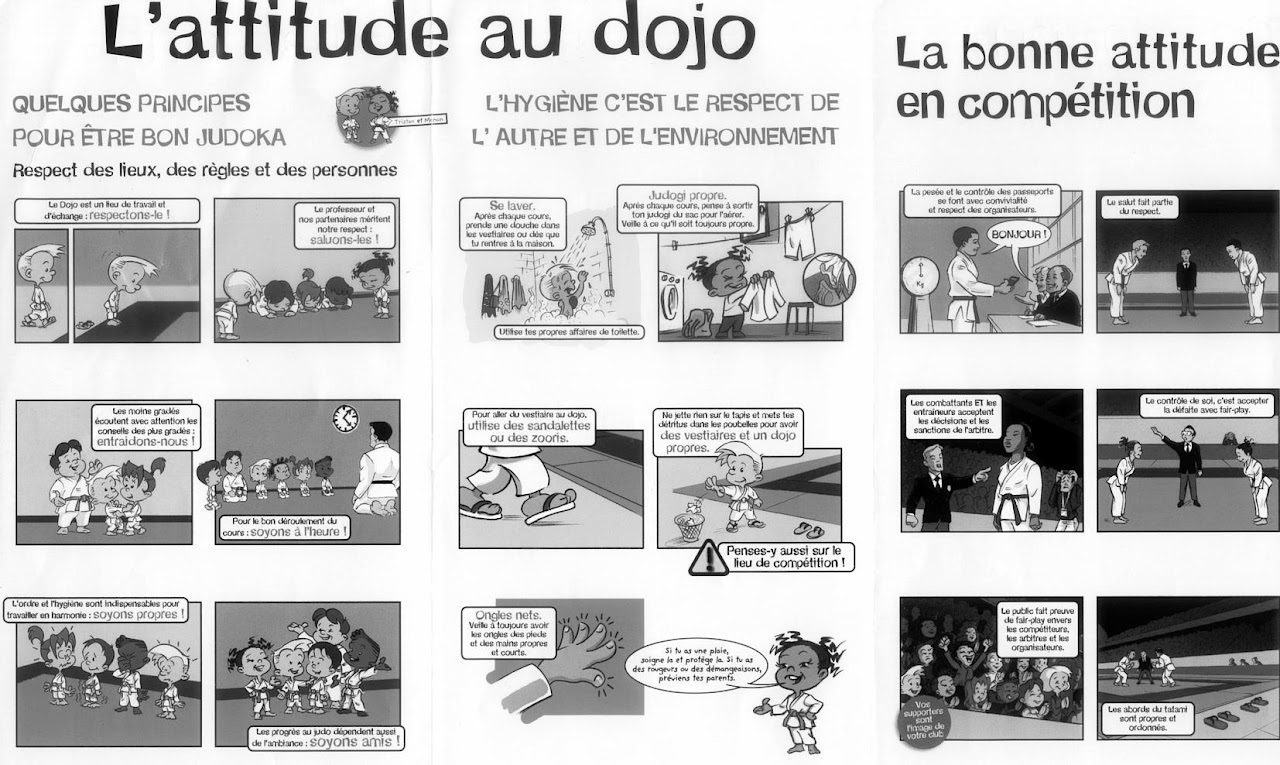 L'attitude au dojo
QUELQUES PRINCIPES
POUR ÊTRE BON JUDOKA
Tristan et Manon
Respect des lieux, des règles et des personnes
Le Dojo est un lieu de travail et
d'échange : respectons-le !
Le professeur et
nos partenaires méritent
notre respect :
saluons-les !
Les moins gradés
écoutent avec attention les
conseils des plus gradés :
entraidons-nous !
Pour le bon déroulement du
cours : soyons à l'heure !
L'ordre et l'hygiène sont indispensables pour
travailler en harmonie : soyons propres !
Les progrès au judo dépendent aussi
de l'ambiance : soyons amis !
L'HYGIÈNE C'EST LE RESPECT DE
L' AUTRE ET DE L'ENVIRONNEMENT
Se laver.
Après chaque cours,
prends une douche dans
les vestiaires ou dès que
tu rentres à la maison.
Utilise tes propres affaires de toilette.
Judogi propre.
Après chaque cours, pense à sortir
ton judogi du sac pour l'aérer.
Veille à ce qu'il soit toujours propre.
Pour aller du vestiaire au dojo,
utilise des sandalettes
ou des zooris.
Ne jette rien sur le tapis et mets tes
détritus dans les poubelles pour avoir
des vestiaires et un dojo
propres.
Penses-y aussi sur le
lieu de compétition !
Ongles nets.
Veille à toujours avoir
les ongles des pieds
et des mains propres
et courts.
Si tu as une plaie,
soigne la et protège la. Si tu as
des rougeurs ou des démangeaisons,
préviens tes parents.
La bonne attitude
en compétition
La pesée et le contrôle des passeports
se font avec convivialité
et respect des organisateurs.
BONJOUR !
Kg
Le salut fait partie
du respect.
Les combattants ET les
entraîneurs acceptent
les décisions et les
sanctions de l'arbitre.
Le contrôle de soi, c'est accepter
la défaite avec fair-play.
Le public fait preuve
de fair-play envers
les compétiteurs,
les arbitres et les
organisateurs.
Vos
supporters
sont
l'image de
votre club
Les abords du tatami
sont propres et
ordonnés.